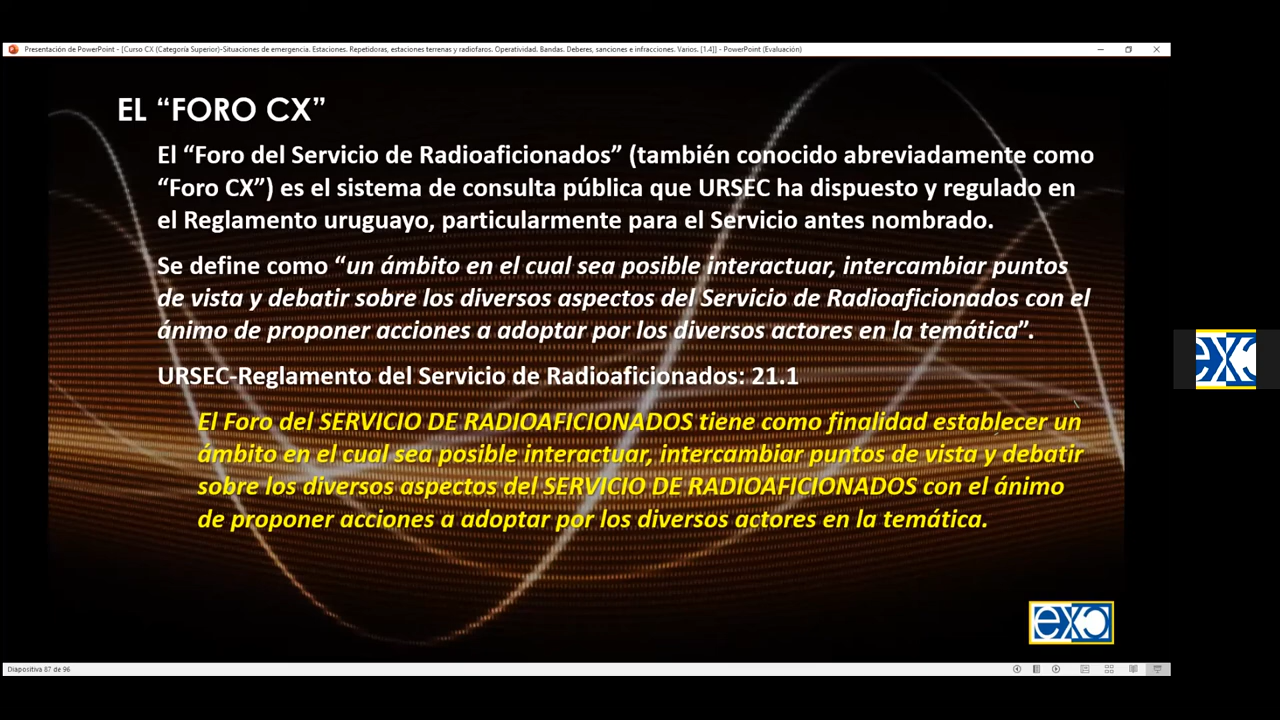 Presentación de PowerPoint - [Curso CX (Categoría Superior)-Situaciones de emergencia. Estaciones. Repetidoras, estaciones terrenas y radiofaros. Operatividad. Bandas. Deberes, sanciones e infracciones. Varios. [1.4]] - PowerPoint (Evaluación)
EL “FORO CX”
El “Foro del Servicio de Radioaficionados” (también conocido abreviadamente como
“Foro CX”) es el sistema de consulta pública que URSEC ha dispuesto y regulado en
el Reglamento uruguayo, particularmente para el Servicio antes nombrado.
Se define como “un ámbito en el cual sea posible interactuar, intercambiar puntos
de vista y debatir sobre los diversos aspectos del Servicio de Radioaficionados con el
ánimo de proponer acciones a adoptar por los diversos actores en la temática”.
URSEC-Reglamento del Servicio de Radioaficionados: 21.1
El Foro del SERVICIO DE RADIOAFICIONADOS tiene como finalidad establecer un
ámbito en el cual sea posible interactuar, intercambiar puntos de vista y debatir
sobre los diversos aspectos del SERVICIO DE RADIOAFICIONADOS con el ánimo
de proponer acciones a adoptar por los diversos actores en la temática.
Diapositiva 87 de 96